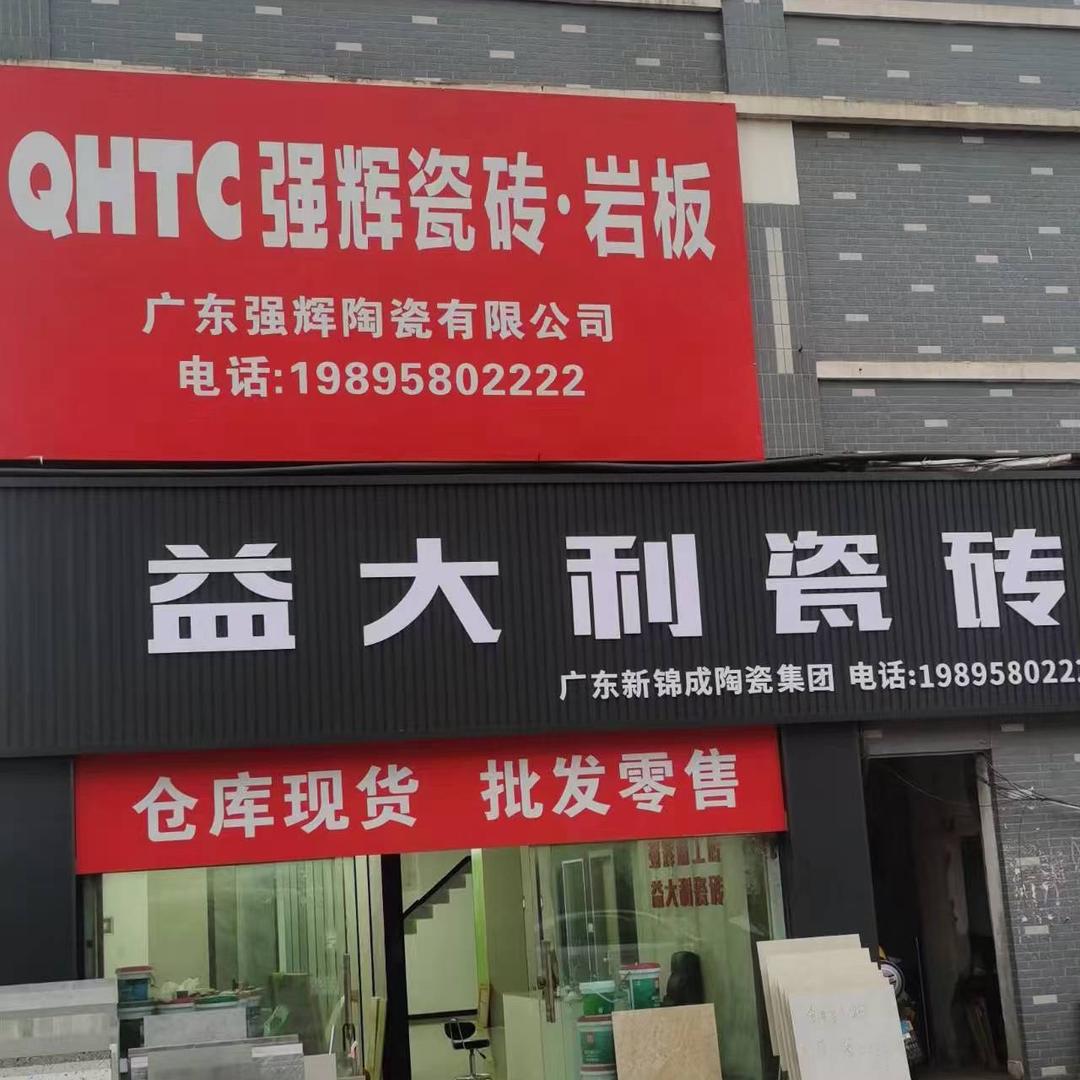 QHTC 强辉瓷砖·岩板
广东强辉陶瓷有限公司
电话:19895802222
益大利瓷砖
广东新锦成陶瓷集团 电话:1989580222
仓库现货 批发零售
益大利瓷砖